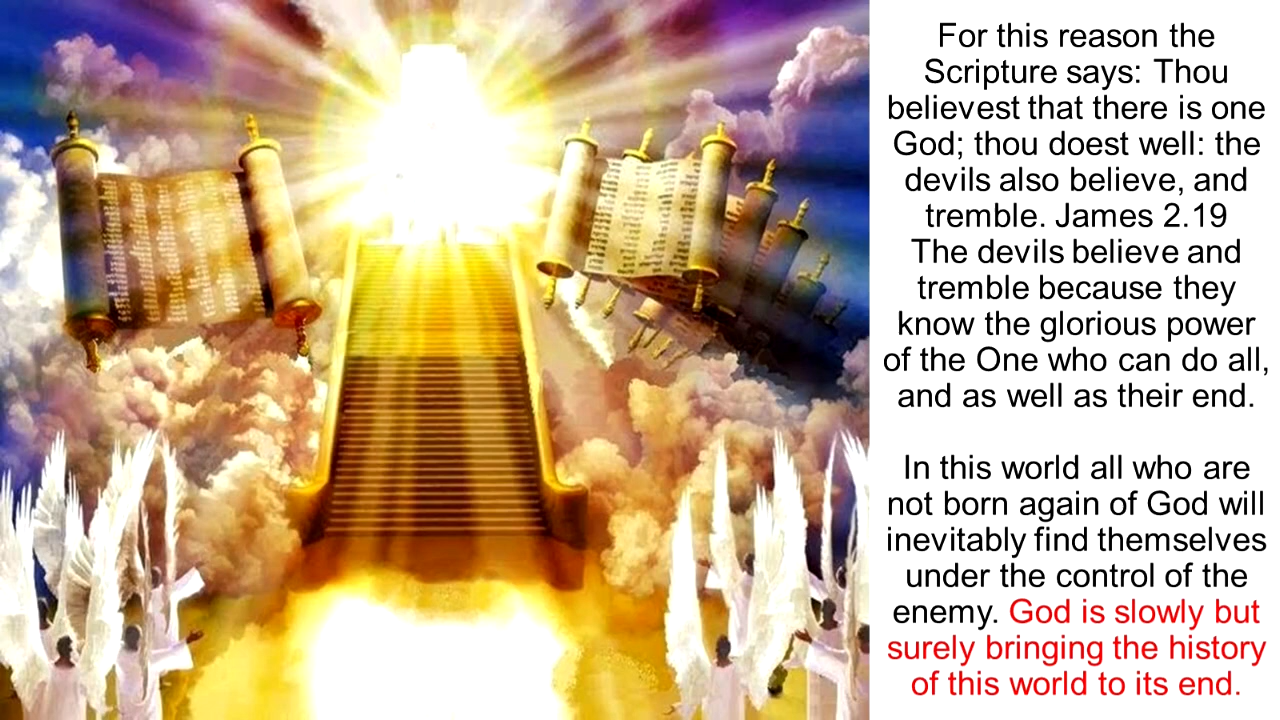 For this reason the
Scripture says: Thou
believest that there is one
God; thou doest well: the
devils also believe, and
tremble. James 2.19
The devils believe and
tremble because they
know the glorious power
of the One who can do all,
and as well as their end.
In this world all who are
not born again of God will
inevitably find themselves
under the control of the
enemy. God is slowly but
surely bringing the history
of this world to its end.